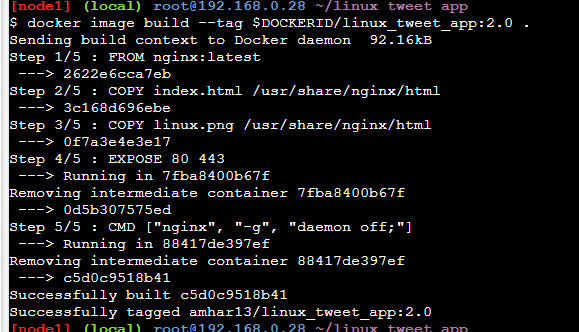 [node1] (local) root@192.168.0.28 ~/linux_tweet_app
$ docker image build --tag $DOCKERID/linux_tweet_app:2.0 .
Sending build context to Docker daemon  92.16kB
Step 1/5 : FROM nginx:latest
 ---> 2622e6cca7eb
Step 2/5 : COPY index.html /usr/share/nginx/html
 ---> 3c168d696ebe
Step 3/5 : COPY linux.png /usr/share/nginx/html
 ---> 0f7a3e4e3e17
Step 4/5 : EXPOSE 80 443
 ---> Running in 7fba8400b67f
Removing intermediate container 7fba8400b67f
 ---> 0d5b307575ed
Step 5/5 : CMD ["nginx", "-g", "daemon off;"]
 ---> Running in 88417de397ef
Removing intermediate container 88417de397ef
 ---> c5d0c9518b41
Successfully built c5d0c9518b41
Successfully tagged amhar13/linux_tweet_app:2.0
[node1] (local) root@192.168.0.28 ~/linux_tweet_app